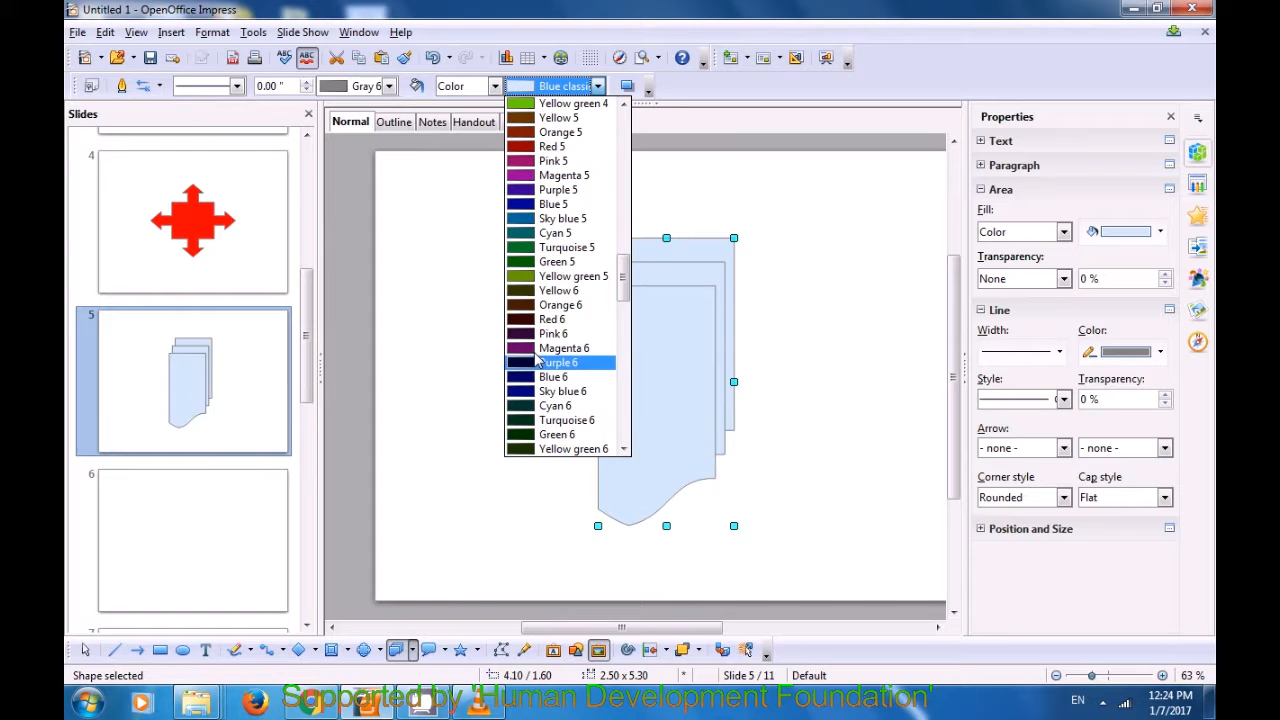 Untitled 1 - OpenOffice Impress
File Edit View Insert Format Tools Slide Show Window Help
0.00 " Gray 6 Color Blue classi
Slides
Normal Outline Notes Handout
4
5
6
Yellow green 4
Yellow 5
Orange 5
Red 5
Pink 5
Magenta 5
Purple 5
Blue 5
Sky blue 5
Cyan 5
Turquoise 5
Green 5
Yellow green 5
Yellow 6
Orange 6
Red 6
Pink 6
Magenta 6
Purple 6
Blue 6
Sky blue 6
Cyan 6
Turquoise 6
Green 6
Yellow green 6
Properties
Text
Paragraph
Area
Fill:
Color
Transparency:
None 0 %
Line
Width: Color:
Style: Transparency:
0 %
Arrow:
- none - - none -
Corner style Cap style
Rounded Flat
Position and Size
Shape selected 4.10 / 1.60 2.50 x 5.30 * Slide 5 / 11 Default 63 %
Supported by 'Human Development Foundation'
EN 12:24 PM
1/7/2017